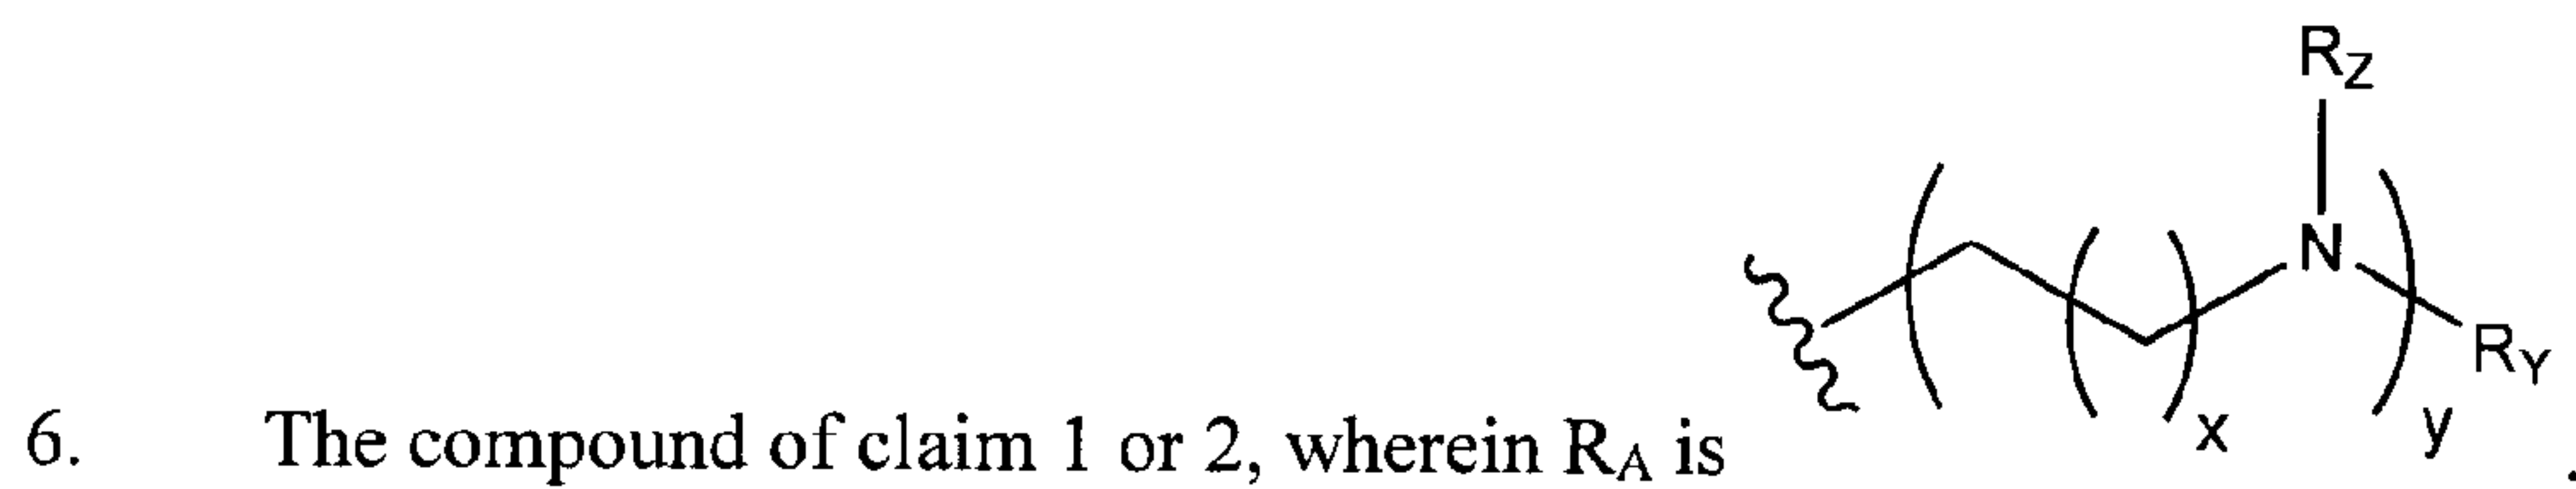 R_Z
N
R_Y
x
y
6. The compound of claim 1 or 2, wherein R_A is .